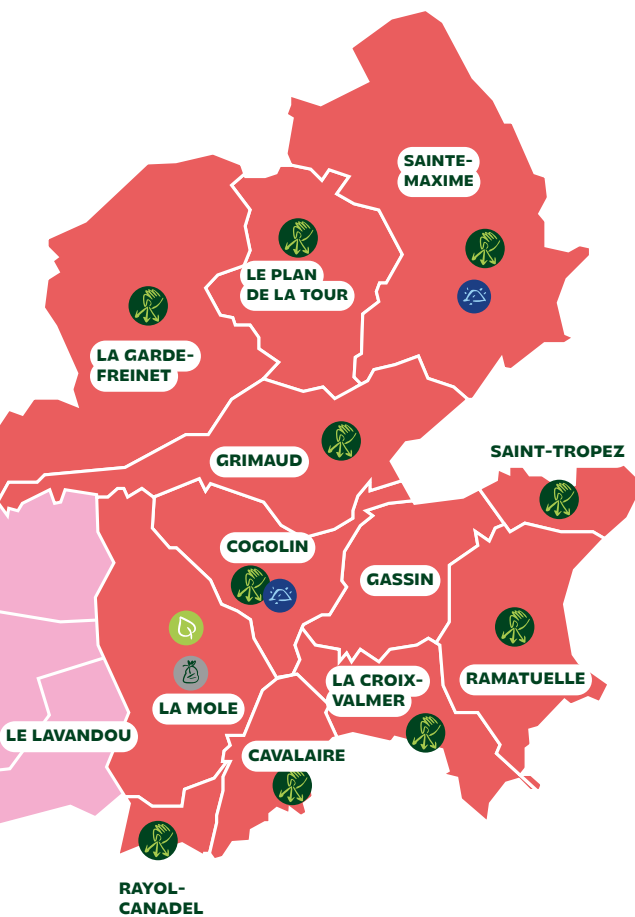 SAINTE-
MAXIME
LE PLAN
DE LA TOUR
LA GARDE-
FREINET
GRIMAUD
SAINT-TROPEZ
COGOLIN
GASSIN
RAMATUELLE
LA CROIX-
VALMER
LA MOLE
LE LAVANDOU
CAVALAIRE
RAYOL-
CANADEL